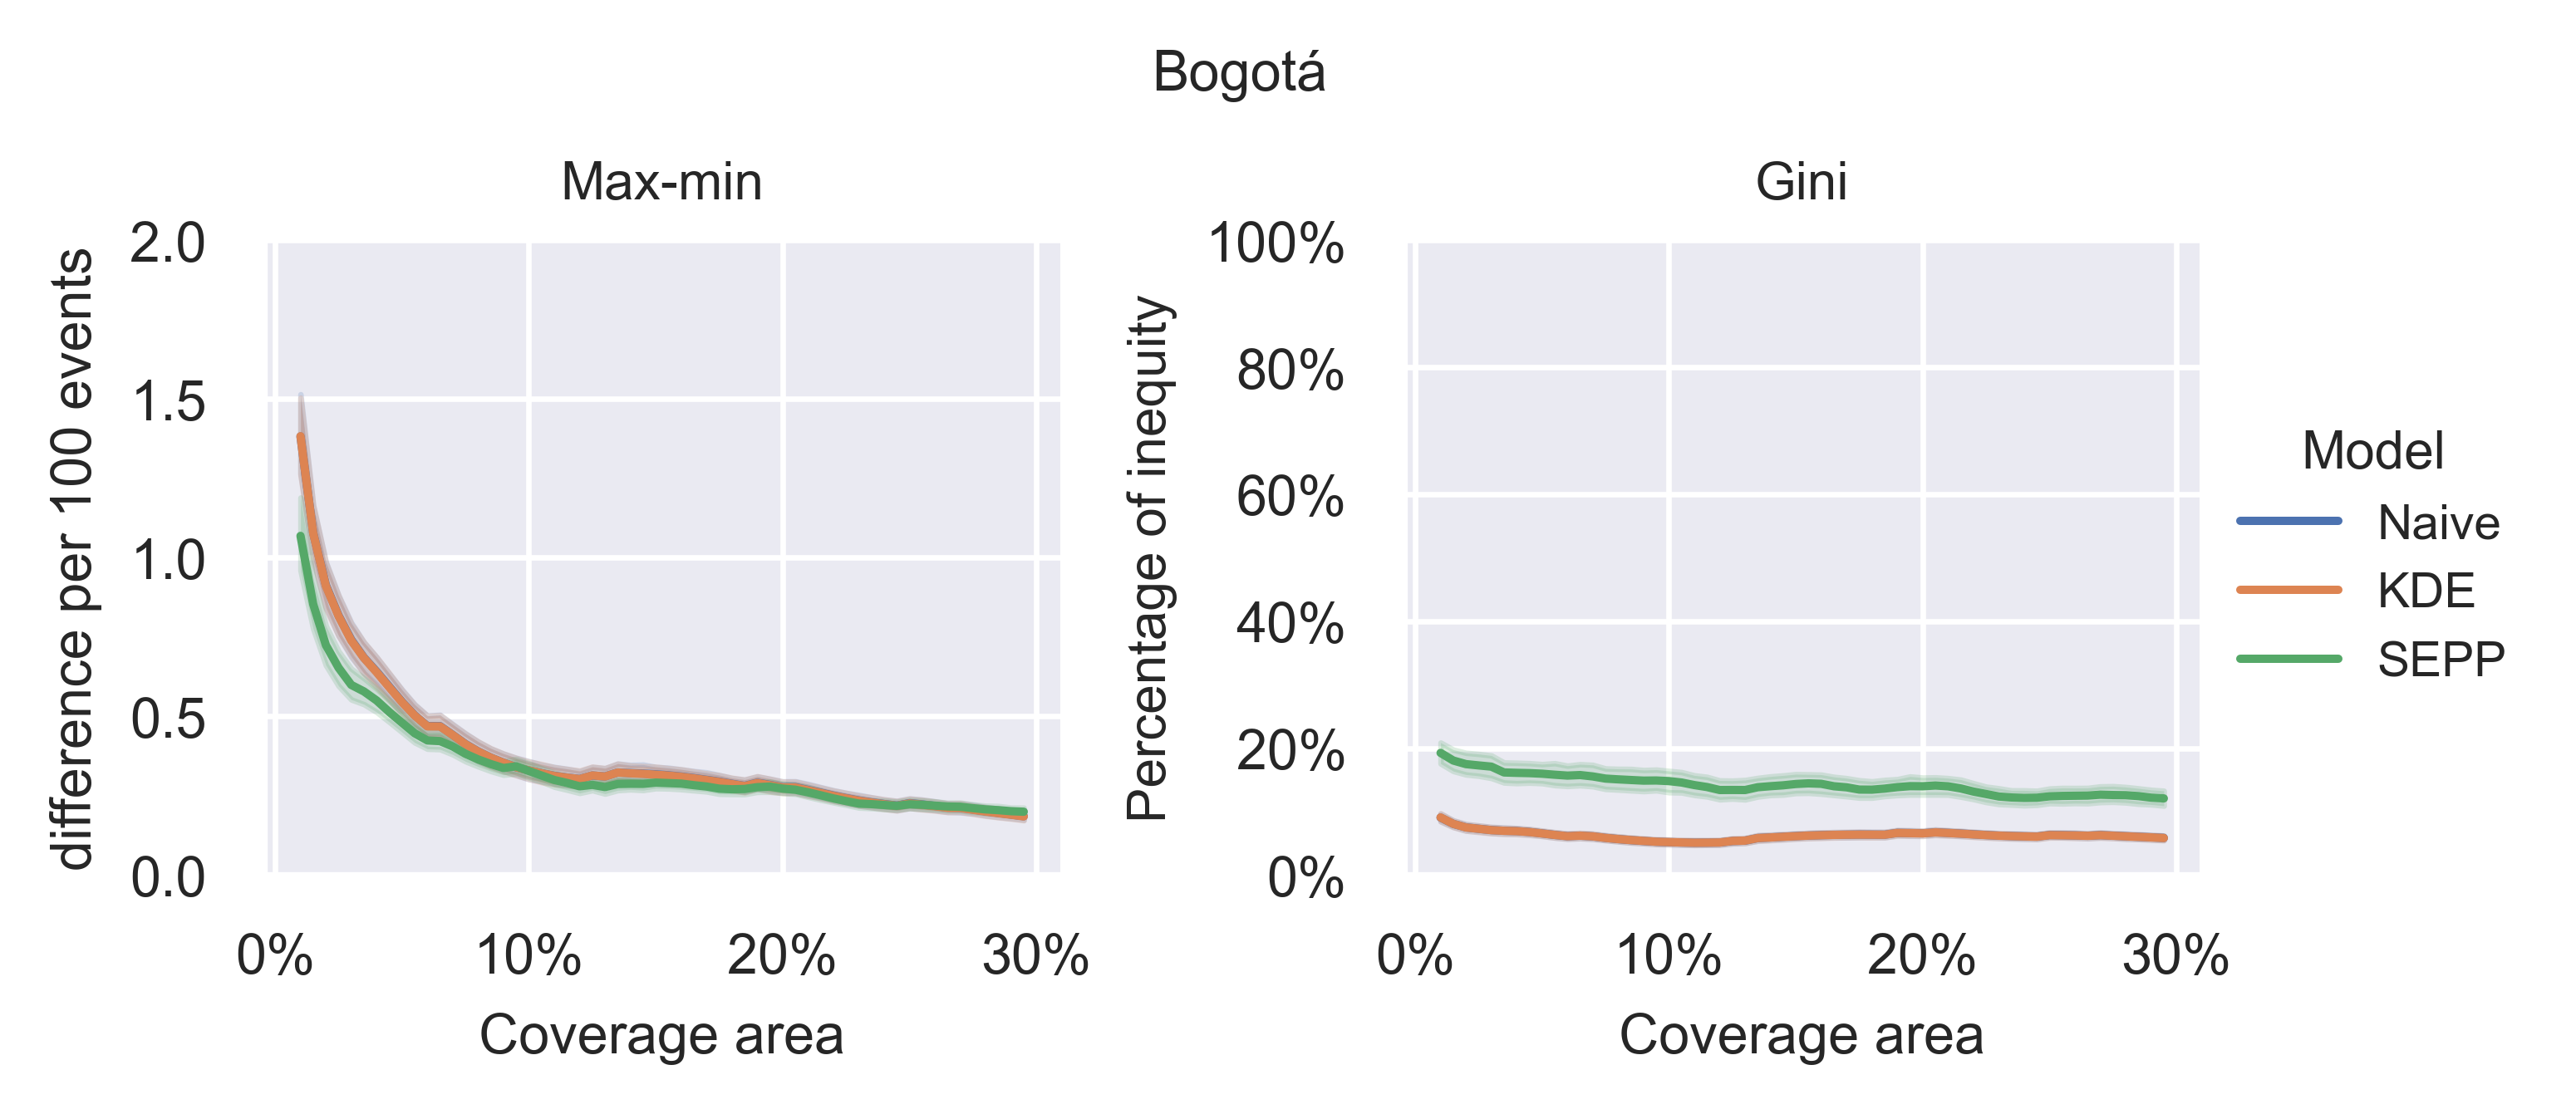 Bogotá
Max-min
difference per 100 events
2.0
1.5
1.0
0.5
0.0
0% 10% 20% 30%
Coverage area
Gini
Percentage of inequity
100%
80%
60%
40%
20%
0%
0% 10% 20% 30%
Coverage area
Model
Naive
KDE
SEPP